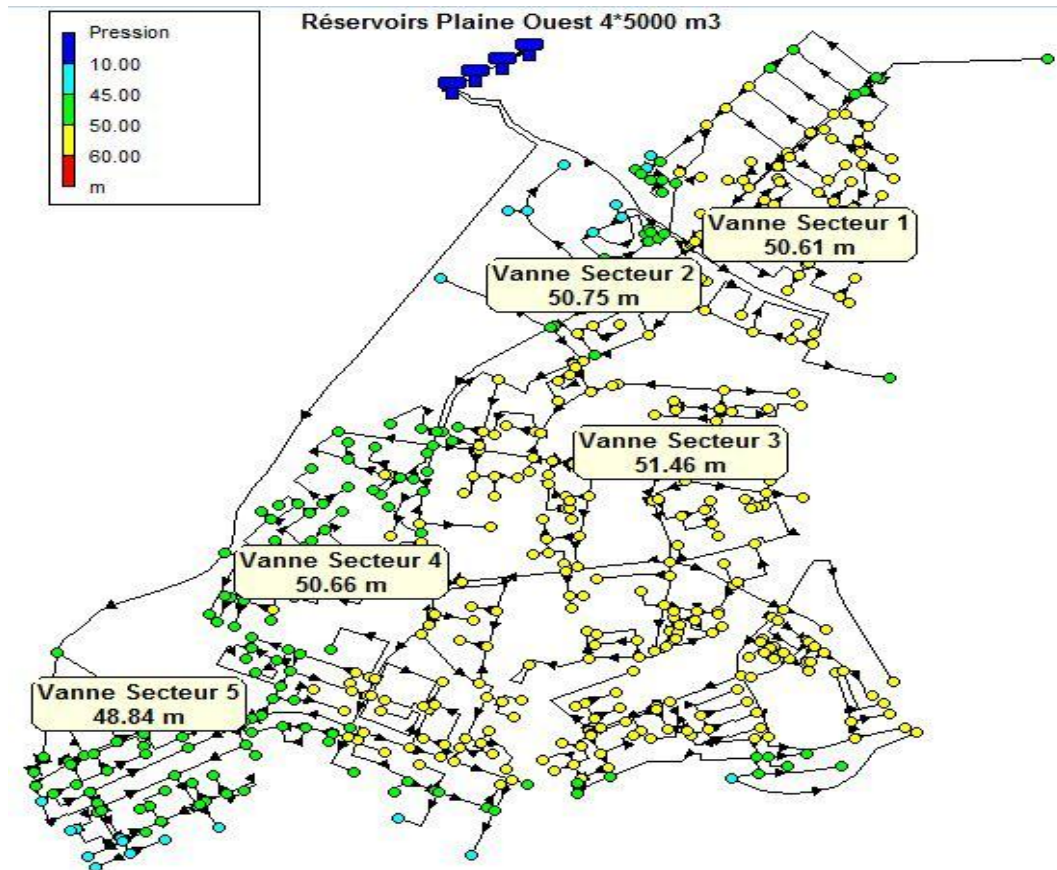 Réservoirs Plaine Ouest 4*5000 m3
Pression
10.00
45.00
50.00
60.00
m
Vanne Secteur 1
50.61 m
Vanne Secteur 2
50.75 m
Vanne Secteur 3
51.46 m
Vanne Secteur 4
50.66 m
Vanne Secteur 5
48.84 m